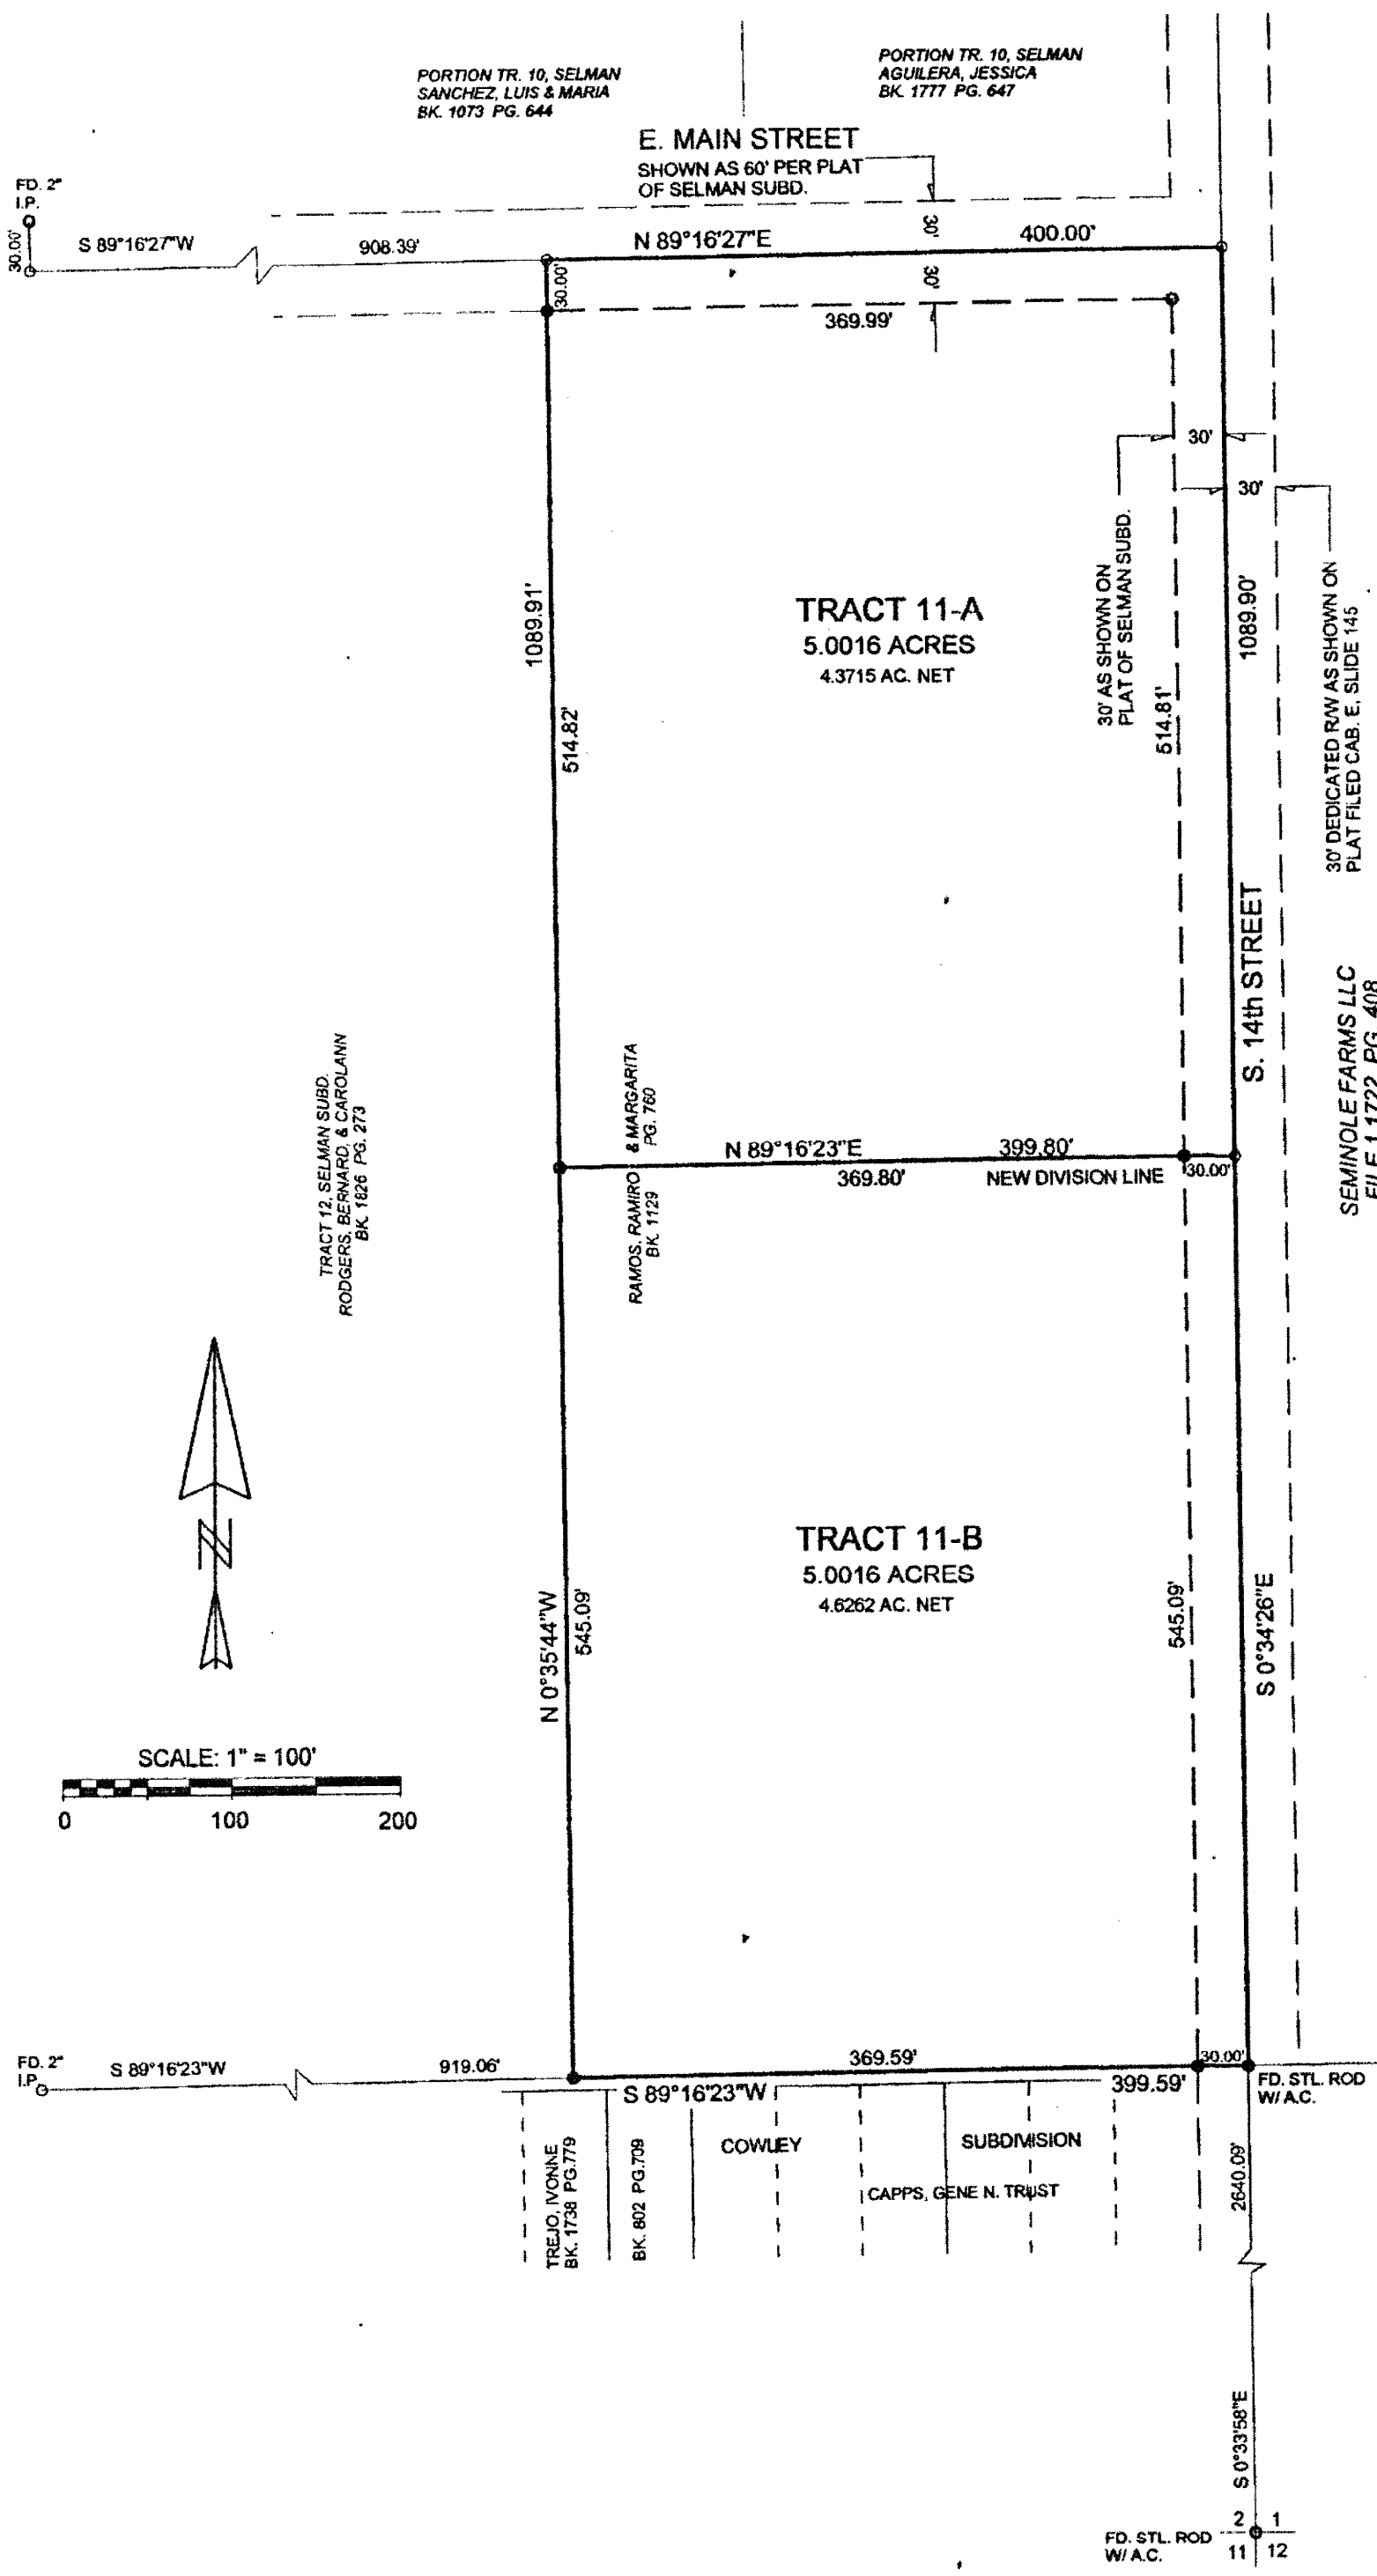 PORTION TR. 10, SELMAN
SANCHEZ, LUIS & MARIA
BK. 1073 PG. 644
PORTION TR. 10, SELMAN
AGUILERA, JESSICA
BK. 1777 PG. 647
E. MAIN STREET
SHOWN AS 60' PER PLAT
OF SELMAN SUBD.
FD. 2"
I.P.
30.00'
S 89°16'27"W
908.39'
N 89°16'27"E
400.00'
30'
30'
30.00'
369.99'
30'
30'
30' AS SHOWN ON
PLAT OF SELMAN SUBD.
30' DEDICATED R/W AS SHOWN ON
PLAT FILED CAB. E, SLIDE 145
1089.91'
514.82'
TRACT 11-A
5.0016 ACRES
4.3715 AC. NET
514.81'
1089.90'
S. 14th STREET
SEMINOLE FARMS LLC
FILE 1 1722 PG. 408
TRACT 12, SELMAN SUBD.
RODGERS, BERNARD, & CAROLANN
BK. 1826 PG. 273
RAMOS, RAMIRO & MARGARITA
BK. 1129 PG. 760
N 89°16'23"E
399.80'
369.80'
NEW DIVISION LINE
30.00'
N
TRACT 11-B
5.0016 ACRES
4.6262 AC. NET
N 0°35'44"W
545.09'
545.09'
S 0°34'26"E
SCALE: 1" = 100'
0 100 200
FD. 2"
I.P.
S 89°16'23"W
919.06'
369.59'
30.00'
S 89°16'23"W
399.59'
FD. STL. ROD
W/ A.C.
TREJO, IVONNE
BK. 1738 PG.779
BK. 802 PG.709
COWLEY SUBDIVISION
CAPPS, GENE N. TRUST
2640.09'
S 0°33'58"E
FD. STL. ROD
W/ A.C.
2 1
11 12